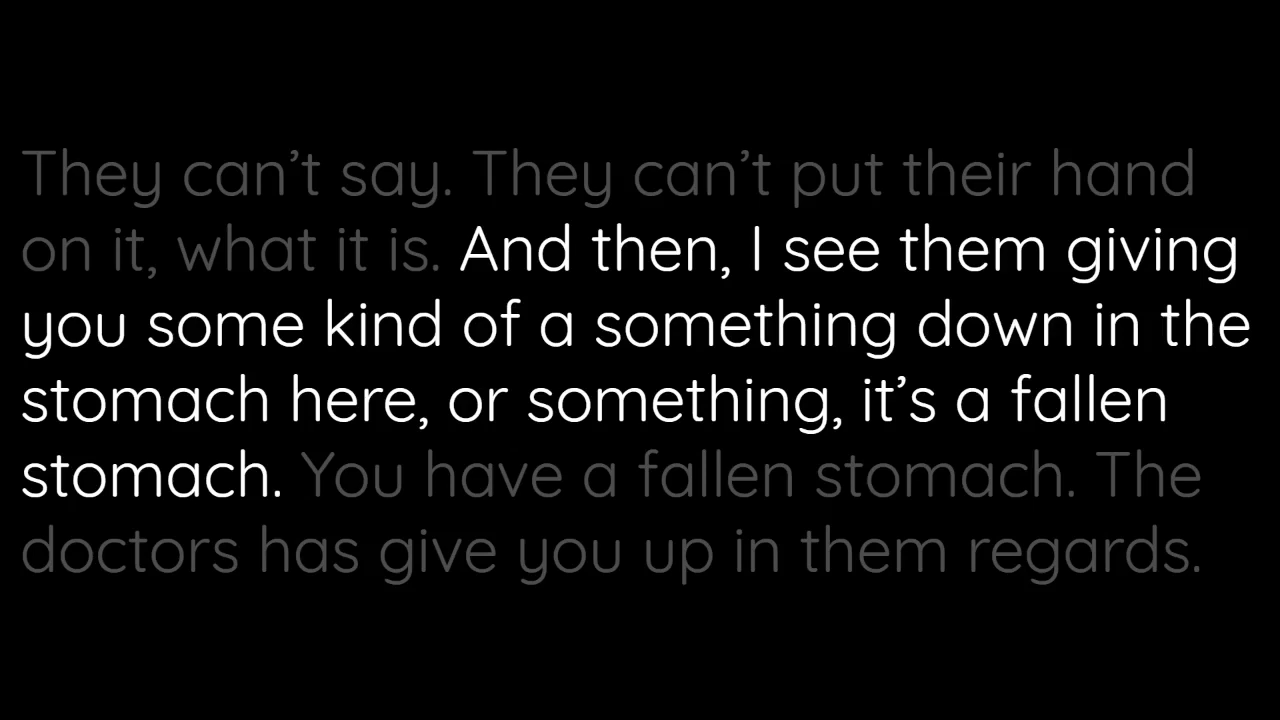 They can’t say. They can’t put their hand
on it, what it is. And then, I see them giving
you some kind of a something down in the
stomach here, or something, it’s a fallen
stomach. You have a fallen stomach. The
doctors has give you up in them regards.